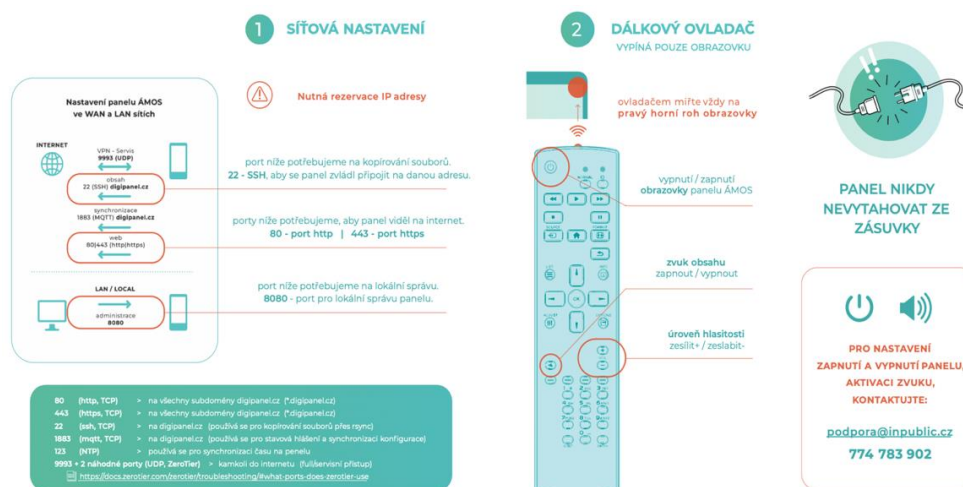 1 SÍŤOVÁ NASTAVENÍ
Nastavení panelu ÁMOS
ve WAN a LAN sítích
INTERNET
VPN - Servis
9993 (UDP)
obsah
22 (SSH) digipanel.cz
synchronizace
1883 (MQTT) digipanel.cz
web
80|443 (http|https)
LAN / LOCAL
administrace
8080
Nutná rezervace IP adresy
port níže potřebujeme na kopírování souborů.
22 - SSH, aby se panel zvládl připojit na danou adresu.
porty níže potřebujeme, aby panel viděl na internet.
80 - port http | 443 - port https
port níže potřebujeme na lokální správu.
8080 - port pro lokální správu panelu.
80 (http, TCP) > na všechny subdomény digipanel.cz (*.digipanel.cz)
443 (https, TCP) > na všechny subdomény digipanel.cz (*.digipanel.cz)
22 (ssh, TCP) > na digipanel.cz (používá se pro kopírování souborů přes rsync)
1883 (mqtt, TCP) > na digipanel.cz (používá se pro stavová hlášení a synchronizaci konfigurace)
123 (NTP) > používá se pro synchronizaci času na panelu
9993 + 2 náhodné porty (UDP, ZeroTier) > kamkoli do internetu (full/servisní přístup)
https://docs.zerotier.com/zerotier/troubleshooting/#what-ports-does-zerotier-use
2 DÁLKOVÝ OVLADAČ
VYPÍNÁ POUZE OBRAZOVKU
ovladačem miřte vždy na
pravý horní roh obrazovky
vypnutí / zapnutí
obrazovky panelu ÁMOS
zvuk obsahu
zapnout / vypnout
úroveň hlasitosti
zesílit+ / zeslabit-
OK
PANEL NIKDY
NEVYTAHOVAT ZE
ZÁSUVKY
PRO NASTAVENÍ
ZAPNUTÍ A VYPNUTÍ PANELU,
AKTIVACI ZVUKU,
KONTAKTUJTE:
podpora@inpublic.cz
774 783 902